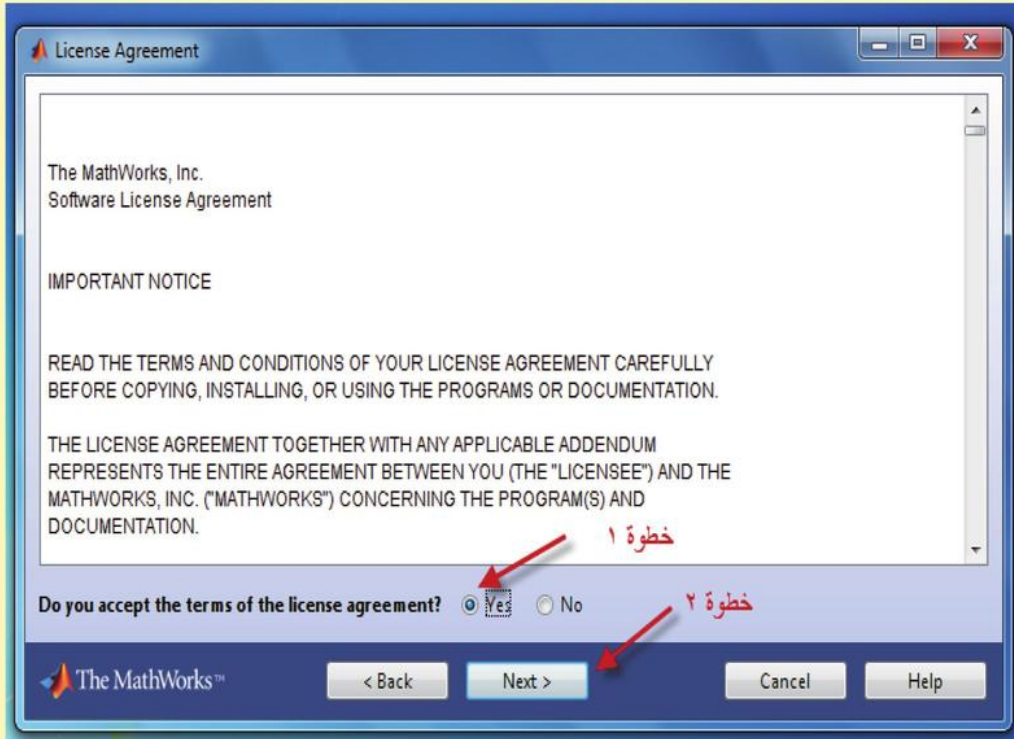 License Agreement
The MathWorks, Inc.
Software License Agreement
IMPORTANT NOTICE
READ THE TERMS AND CONDITIONS OF YOUR LICENSE AGREEMENT CAREFULLY
BEFORE COPYING, INSTALLING, OR USING THE PROGRAMS OR DOCUMENTATION.
THE LICENSE AGREEMENT TOGETHER WITH ANY APPLICABLE ADDENDUM
REPRESENTS THE ENTIRE AGREEMENT BETWEEN YOU (THE "LICENSEE") AND THE
MATHWORKS, INC. ("MATHWORKS") CONCERNING THE PROGRAM(S) AND
DOCUMENTATION.
خطوة ١
Do you accept the terms of the license agreement? Yes No
خطوة ٢
The MathWorks™ < Back Next > Cancel Help